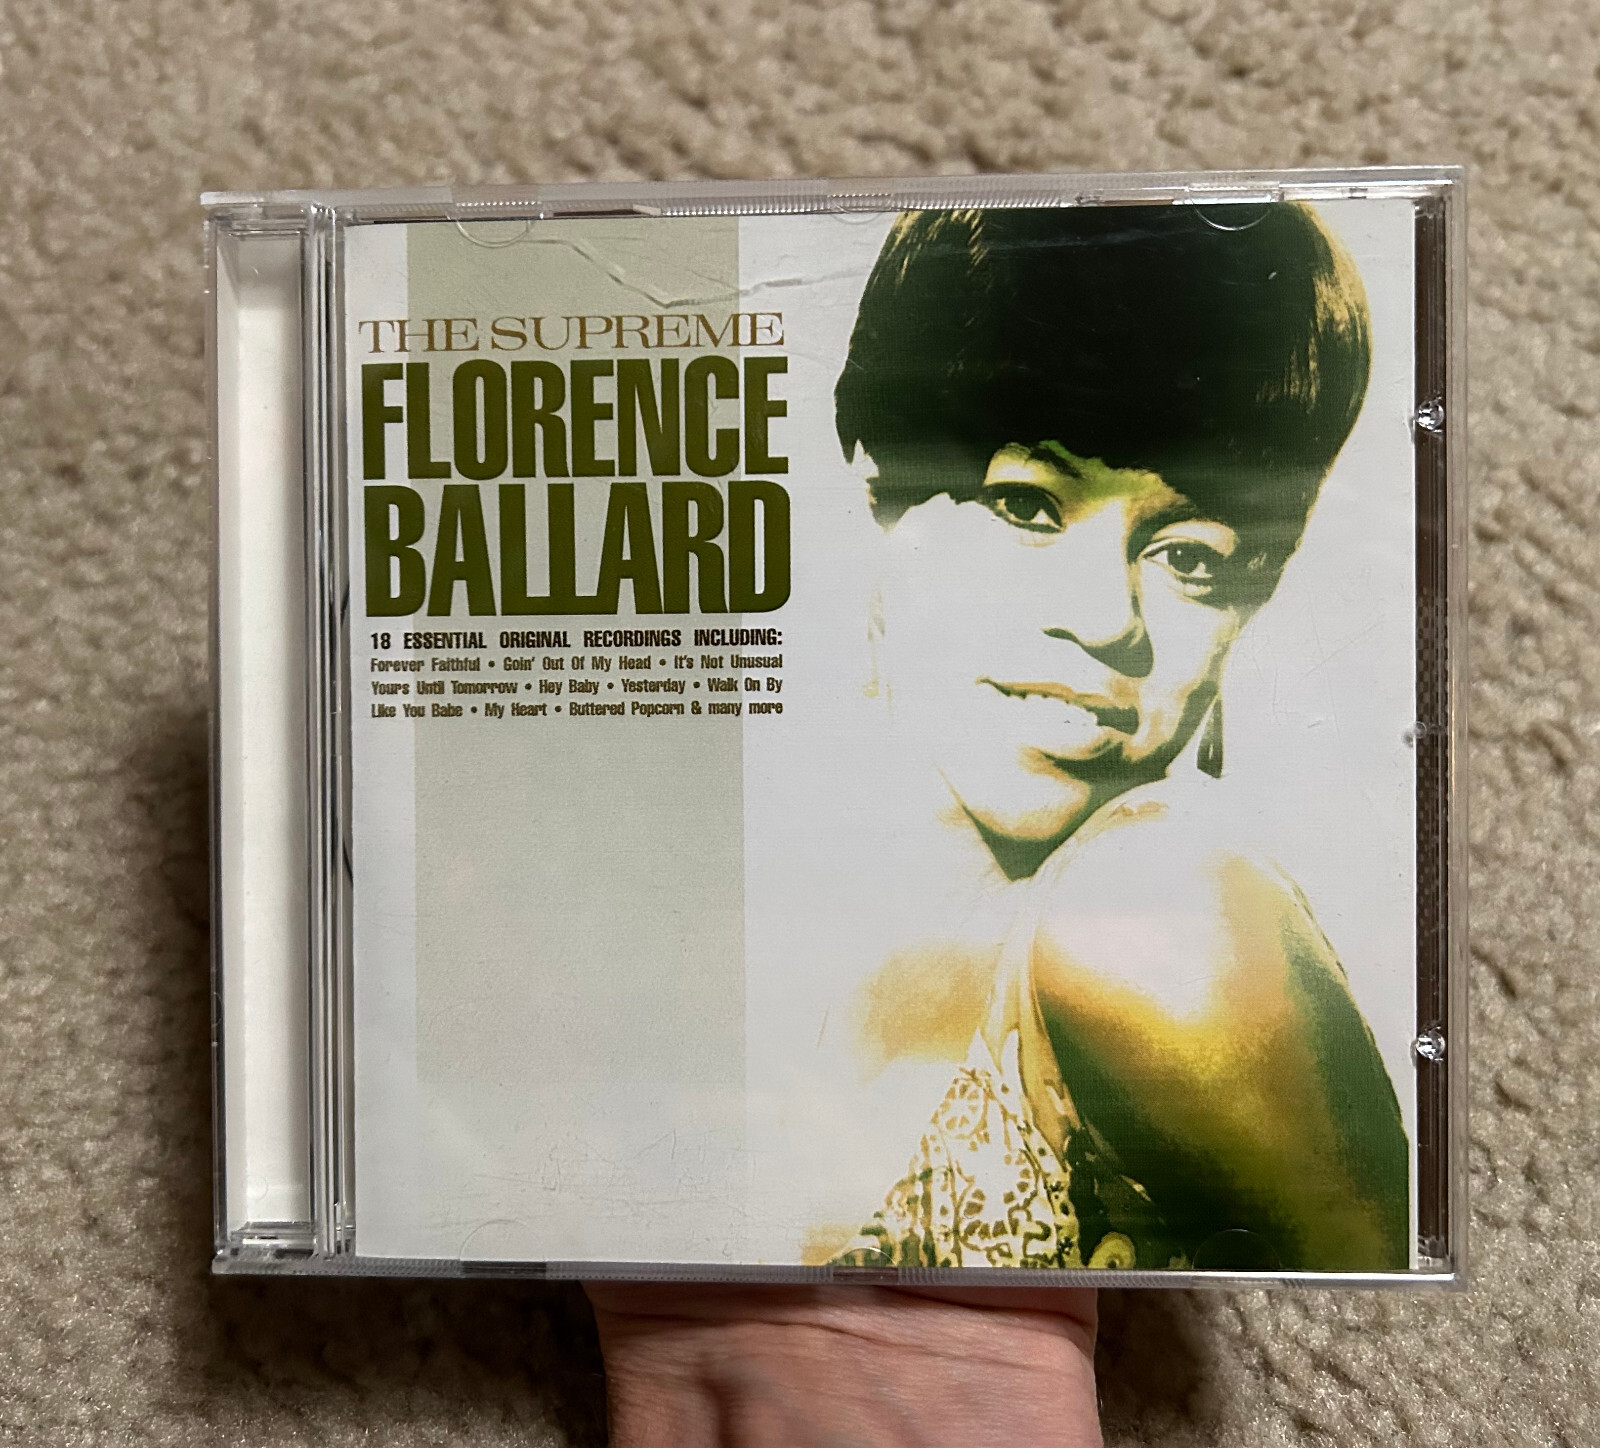 THE SUPREME
FLORENCE
BALLARD
18 ESSENTIAL ORIGINAL RECORDINGS INCLUDING:
Forever Faithful • Goin' Out Of My Head • It's Not Unusual
Yours Until Tomorrow • Hey Baby • Yesterday • Walk On By
Like You Babe • My Heart • Buttered Popcorn & many more